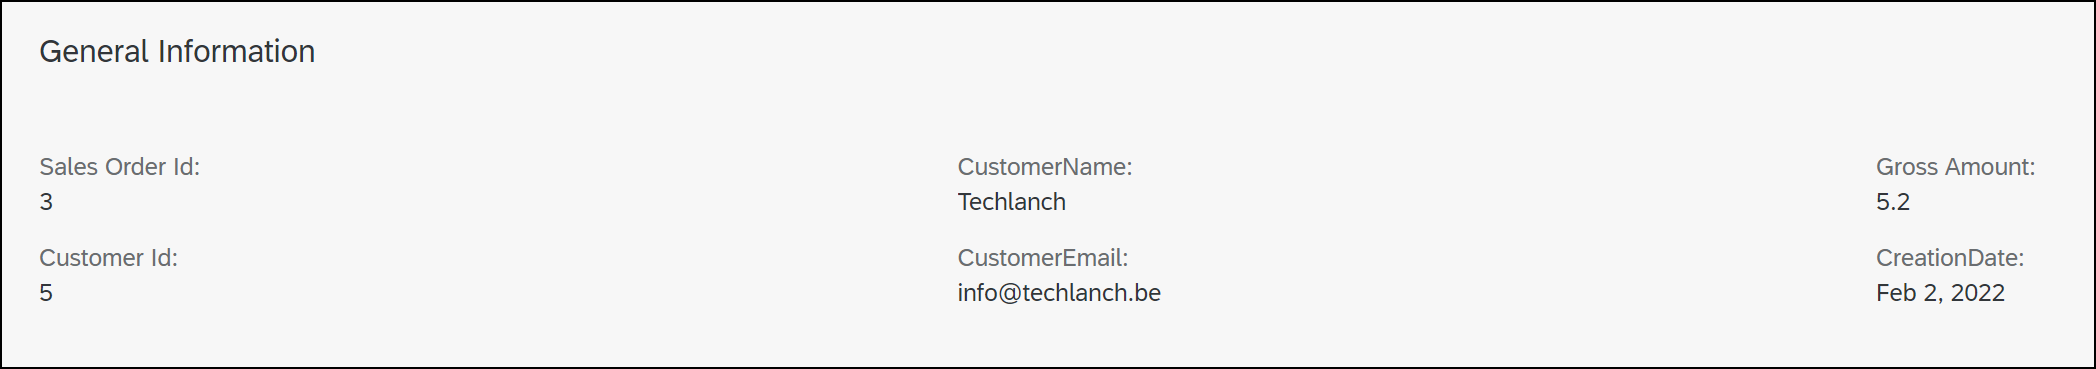 General Information
Sales Order Id:
3
Customer Id:
5
CustomerName:
Techlanch
CustomerEmail:
info@techlanch.be
Gross Amount:
5.2
CreationDate:
Feb 2, 2022